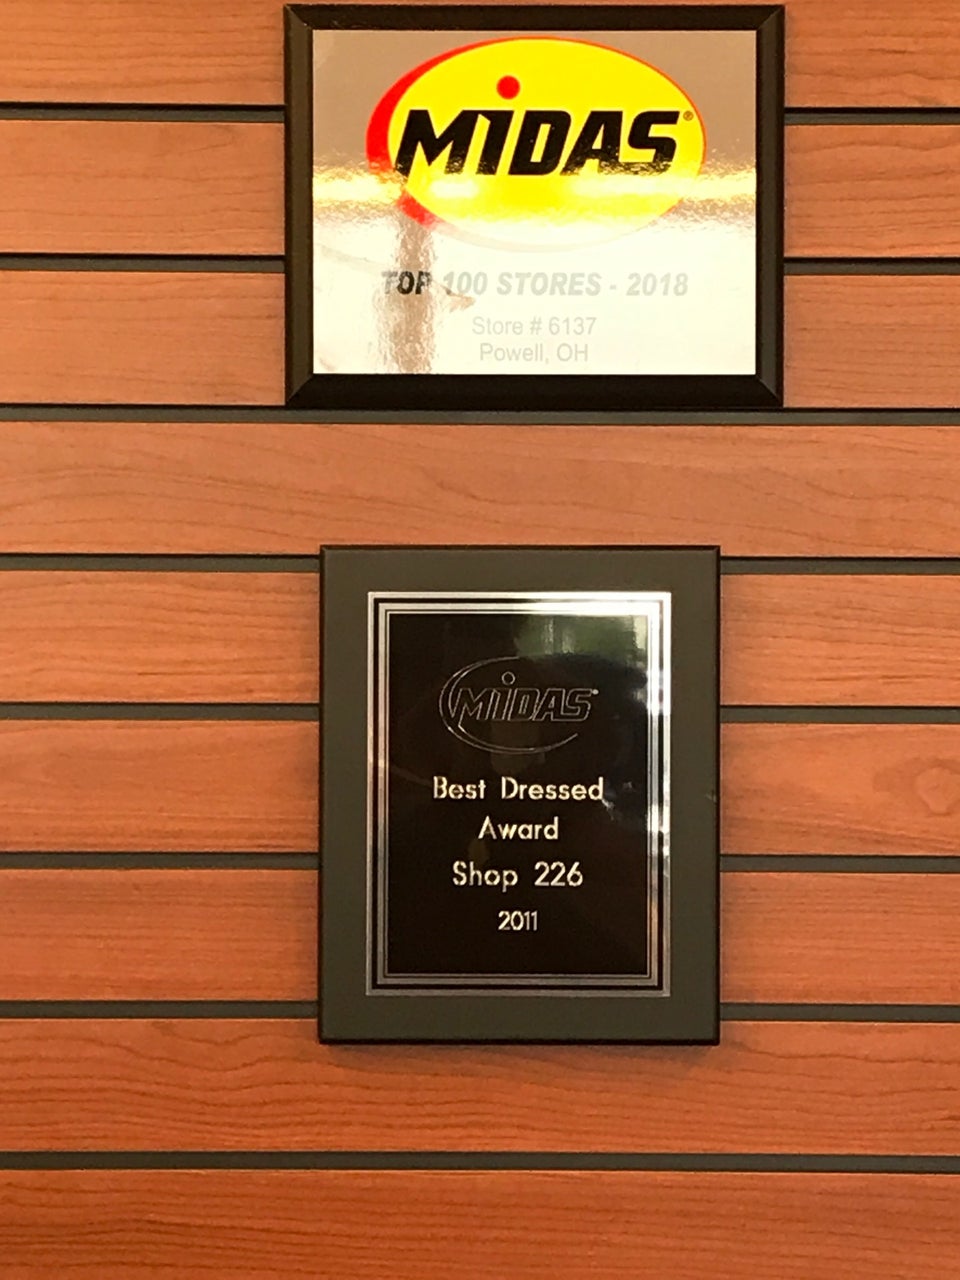 MiDAS®
TOP 100 STORES - 2018
Store # 6137
Powell, OH
MiDAS®
Best Dressed
Award
Shop 226
2011